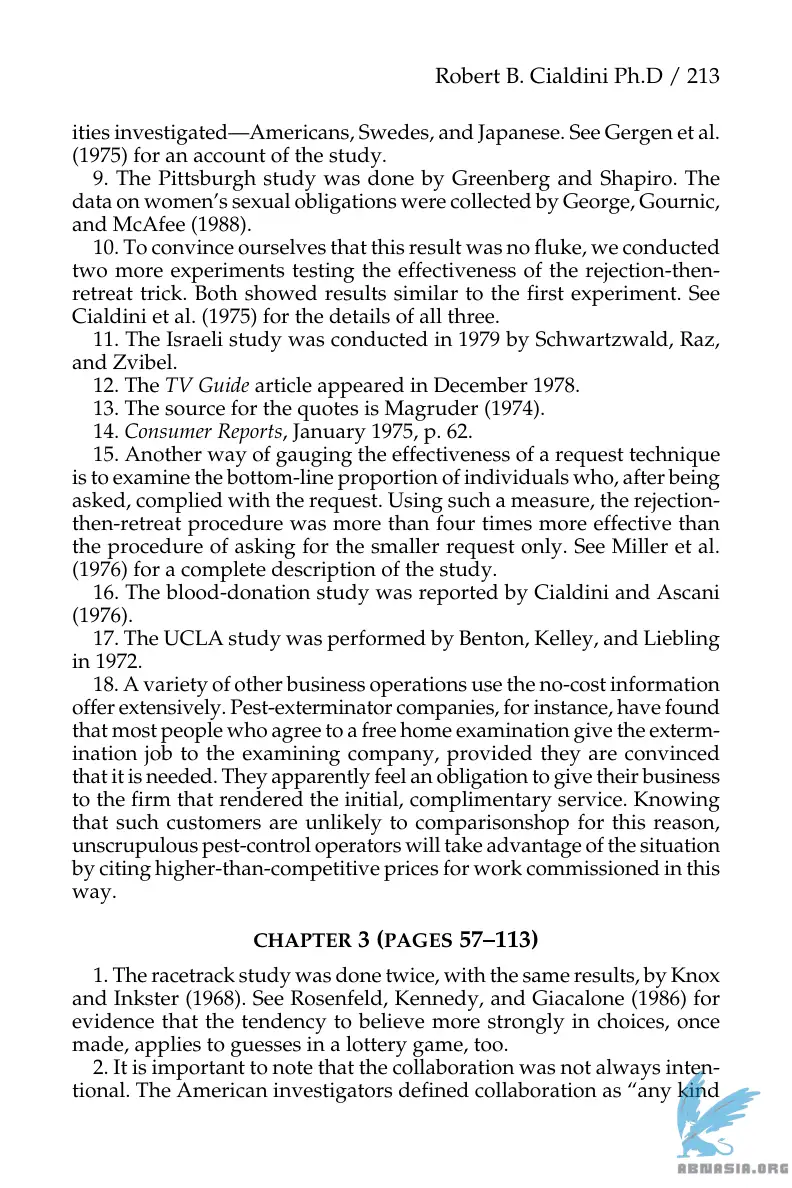 Robert B. Cialdini Ph.D / 213
ities investigated—Americans, Swedes, and Japanese. See Gergen et al.
(1975) for an account of the study.
9. The Pittsburgh study was done by Greenberg and Shapiro. The
data on women's sexual obligations were collected by George, Gournic,
and McAfee (1988).
10. To convince ourselves that this result was no fluke, we conducted
two more experiments testing the effectiveness of the rejection-then-
retreat trick. Both showed results similar to the first experiment. See
Cialdini et al. (1975) for the details of all three.
11. The Israeli study was conducted in 1979 by Schwartzwald, Raz,
and Zvibel.
12. The TV Guide article appeared in December 1978.
13. The source for the quotes is Magruder (1974).
14. Consumer Reports, January 1975, p. 62.
15. Another way of gauging the effectiveness of a request technique
is to examine the bottom-line proportion of individuals who, after being
asked, complied with the request. Using such a measure, the rejection-
then-retreat procedure was more than four times more effective than
the procedure of asking for the smaller request only. See Miller et al.
(1976) for a complete description of the study.
16. The blood-donation study was reported by Cialdini and Ascani
(1976).
17. The UCLA study was performed by Benton, Kelley, and Liebling
in 1972.
18. A variety of other business operations use the no-cost information
offer extensively. Pest-exterminator companies, for instance, have found
that most people who agree to a free home examination give the exterm-
ination job to the examining company, provided they are convinced
that it is needed. They apparently feel an obligation to give their business
to the firm that rendered the initial, complimentary service. Knowing
that such customers are unlikely to comparisonshop for this reason,
unscrupulous pest-control operators will take advantage of the situation
by citing higher-than-competitive prices for work commissioned in this
way.
CHAPTER 3 (PAGES 57–113)
1. The racetrack study was done twice, with the same results, by Knox
and Inkster (1968). See Rosenfeld, Kennedy, and Giacalone (1986) for
evidence that the tendency to believe more strongly in choices, once
made, applies to guesses in a lottery game, too.
2. It is important to note that the collaboration was not always inten-
tional. The American investigators defined collaboration as “any kind
ABNASIA.ORG